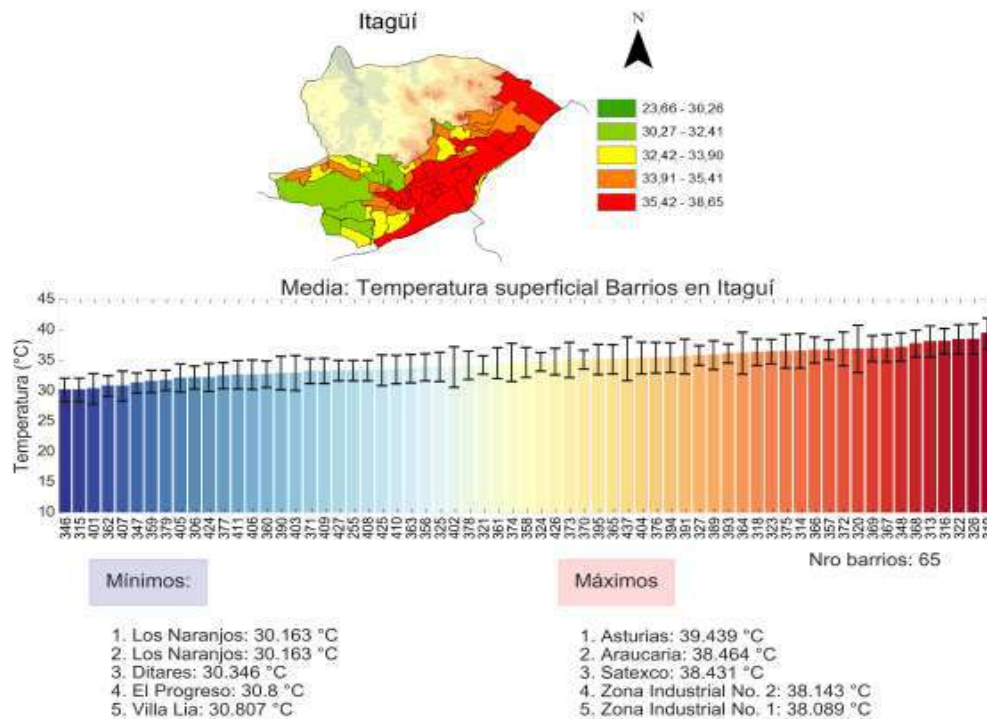 Itagüí
N
23,66 - 30,26
30,27 - 32,41
32,42 - 33,90
33,91 - 35,41
35,42 - 38,65
Media: Temperatura superficial Barrios en Itaguí
Temperatura (°C)
45
40
35
30
25
20
15
10
346 315 401 362 407 347 359 379 405 306 424 377 411 406 360 390 403 371 409 427 255 408 425 410 363 356 325 402 378 321 361 374 358 324 426 373 370 395 365 437 404 376 394 391 327 389 393 364 318 323 375 314 366 357 372 320 369 367 348 368 313 316 322 326
Nro barrios: 65
Mínimos:
1. Los Naranjos: 30.163 °C
2. Los Naranjos: 30.163 °C
3. Ditares: 30.346 °C
4. El Progreso: 30.8 °C
5. Villa Lia: 30.807 °C
Máximos
1. Asturias: 39.439 °C
2. Araucaria: 38.464 °C
3. Satexco: 38.431 °C
4. Zona Industrial No. 2: 38.143 °C
5. Zona Industrial No. 1: 38.089 °C